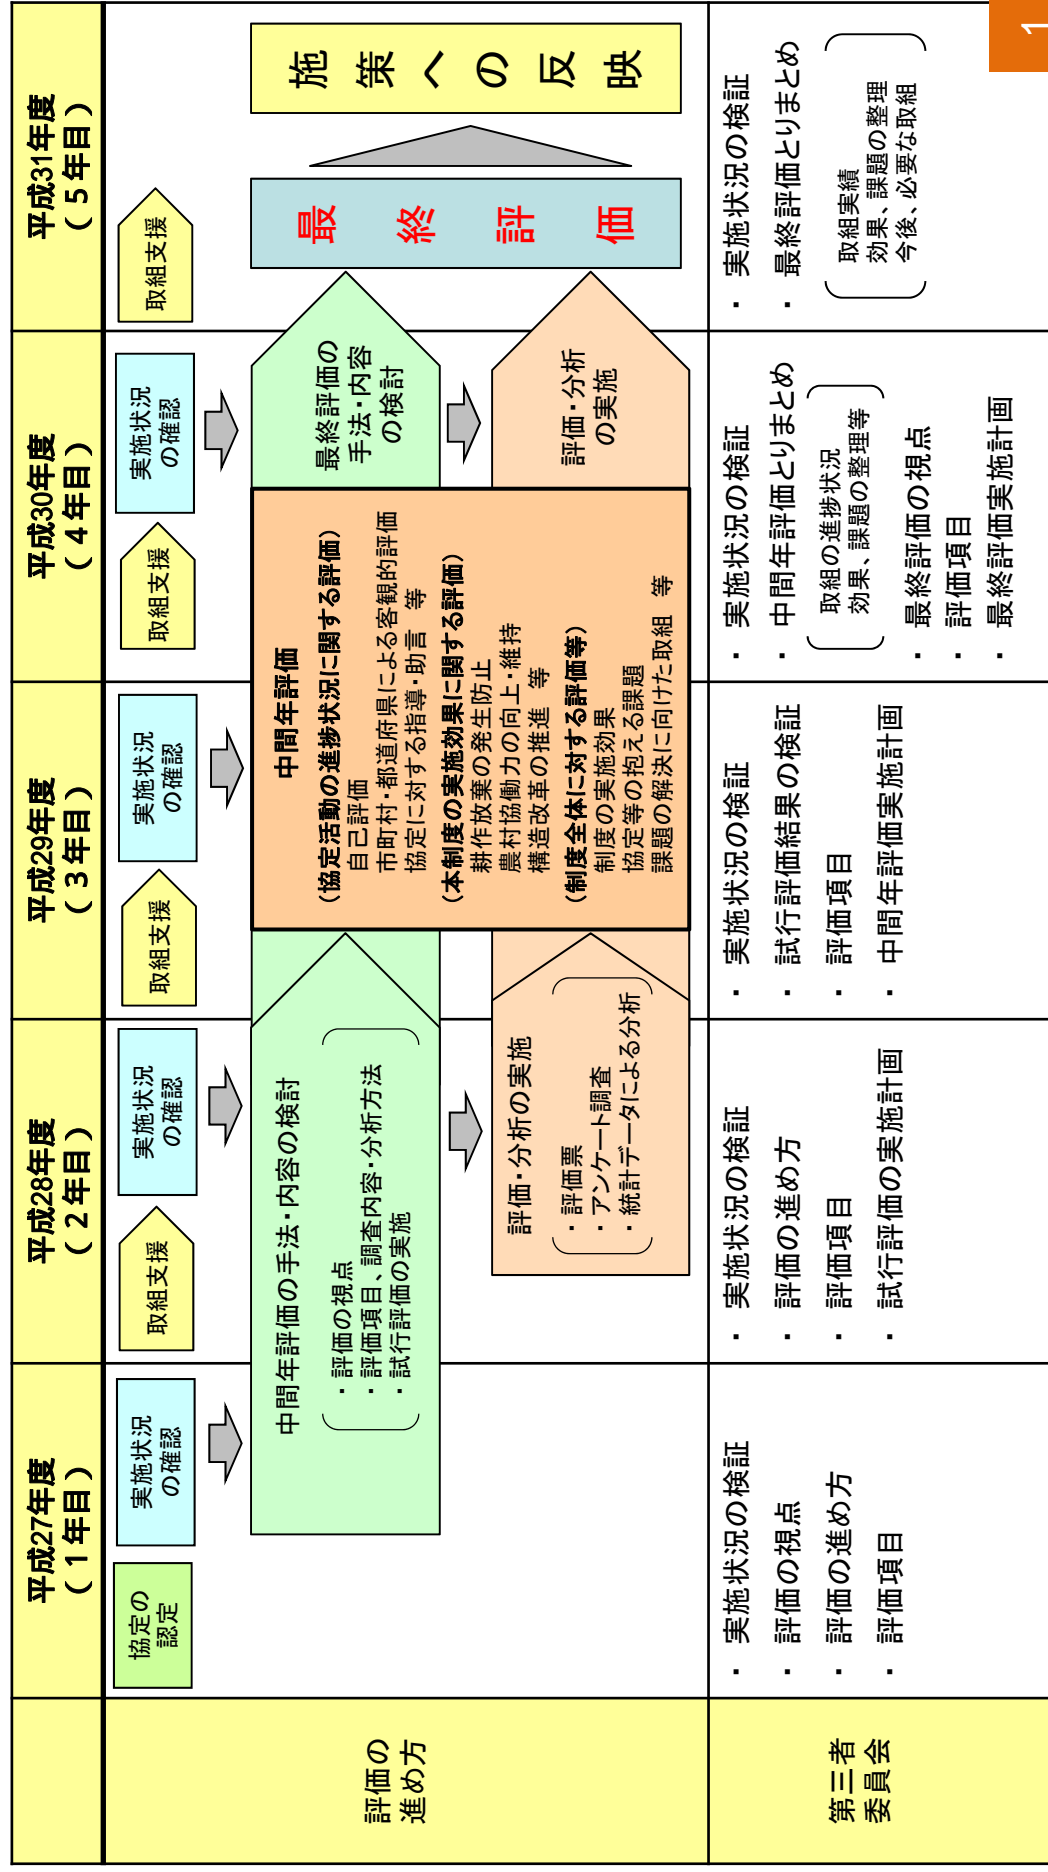 平成27年度
（１年目）
平成28年度
（２年目）
平成29年度
（３年目）
平成30年度
（４年目）
平成31年度
（５年目）
評価の
進め方
協定の
認定
実施状況
の確認
取組支援
実施状況
の確認
取組支援
実施状況
の確認
取組支援
実施状況
の確認
取組支援
中間年評価の手法・内容の検討
・評価の視点
・評価項目、調査内容・分析方法
・試行評価の実施
評価・分析の実施
・評価票
・アンケート調査
・統計データによる分析
中間年評価
（協定活動の進捗状況に関する評価）
自己評価
市町村・都道府県による客観的評価
協定に対する指導・助言　等
（本制度の実施効果に関する評価）
耕作放棄の発生防止
農村協働力の向上・維持
構造改革の推進　等
（制度全体に対する評価等）
制度の実施効果
協定等の抱える課題
課題の解決に向けた取組　等
最終評価の
手法・内容
の検討
評価・分析
の実施
最終評価
施策への反映
第三者
委員会
・ 実施状況の検証
・ 評価の視点
・ 評価の進め方
・ 評価項目
・ 実施状況の検証
・ 評価の進め方
・ 評価項目
・ 試行評価の実施計画
・ 実施状況の検証
・ 試行評価結果の検証
・ 評価項目
・ 中間年評価実施計画
・ 実施状況の検証
・ 中間年評価とりまとめ
取組の進捗状況
効果、課題の整理等
・ 最終評価の視点
・ 評価項目
・ 最終評価実施計画
・ 実施状況の検証
・ 最終評価とりまとめ
取組実績
効果、課題の整理
今後、必要な取組
1